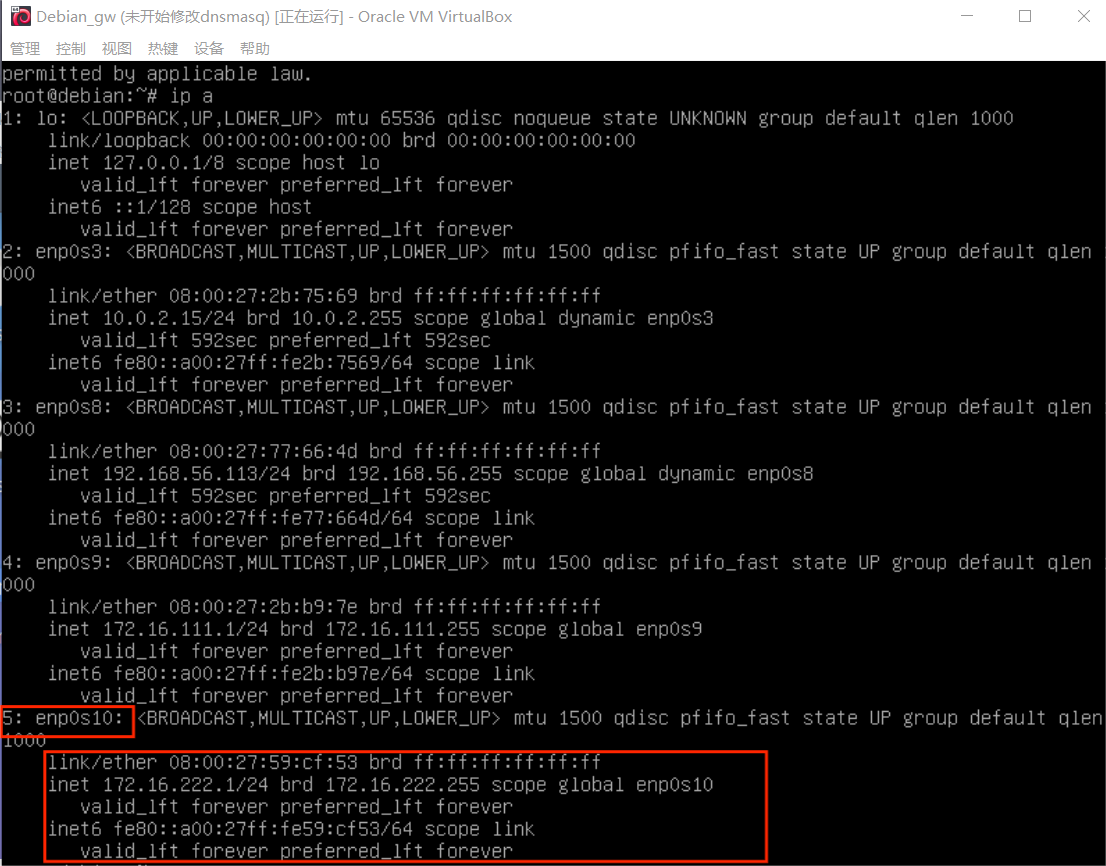 Debian_gw (未开始修改dnsmasq) [正在运行] - Oracle VM VirtualBox
管理 控制 视图 热键 设备 帮助
permitted by applicable law.
root@debian:~# ip a
1: lo: <LOOPBACK,UP,LOWER_UP> mtu 65536 qdisc noqueue state UNKNOWN group default qlen 1000
    link/loopback 00:00:00:00:00:00 brd 00:00:00:00:00:00
    inet 127.0.0.1/8 scope host lo
       valid_lft forever preferred_lft forever
    inet6 ::1/128 scope host
       valid_lft forever preferred_lft forever
2: enp0s3: <BROADCAST,MULTICAST,UP,LOWER_UP> mtu 1500 qdisc pfifo_fast state UP group default qlen
000
    link/ether 08:00:27:2b:75:69 brd ff:ff:ff:ff:ff:ff
    inet 10.0.2.15/24 brd 10.0.2.255 scope global dynamic enp0s3
       valid_lft 592sec preferred_lft 592sec
    inet6 fe80::a00:27ff:fe2b:7569/64 scope link
       valid_lft forever preferred_lft forever
3: enp0s8: <BROADCAST,MULTICAST,UP,LOWER_UP> mtu 1500 qdisc pfifo_fast state UP group default qlen
000
    link/ether 08:00:27:77:66:4d brd ff:ff:ff:ff:ff:ff
    inet 192.168.56.113/24 brd 192.168.56.255 scope global dynamic enp0s8
       valid_lft 592sec preferred_lft 592sec
    inet6 fe80::a00:27ff:fe77:664d/64 scope link
       valid_lft forever preferred_lft forever
4: enp0s9: <BROADCAST,MULTICAST,UP,LOWER_UP> mtu 1500 qdisc pfifo_fast state UP group default qlen
000
    link/ether 08:00:27:2b:b9:7e brd ff:ff:ff:ff:ff:ff
    inet 172.16.111.1/24 brd 172.16.111.255 scope global enp0s9
       valid_lft forever preferred_lft forever
    inet6 fe80::a00:27ff:fe2b:b97e/64 scope link
       valid_lft forever preferred_lft forever
5: enp0s10: <BROADCAST,MULTICAST,UP,LOWER_UP> mtu 1500 qdisc pfifo_fast state UP group default qlen
1000
    link/ether 08:00:27:59:cf:53 brd ff:ff:ff:ff:ff:ff
    inet 172.16.222.1/24 brd 172.16.222.255 scope global enp0s10
       valid_lft forever preferred_lft forever
    inet6 fe80::a00:27ff:fe59:cf53/64 scope link
       valid_lft forever preferred_lft forever